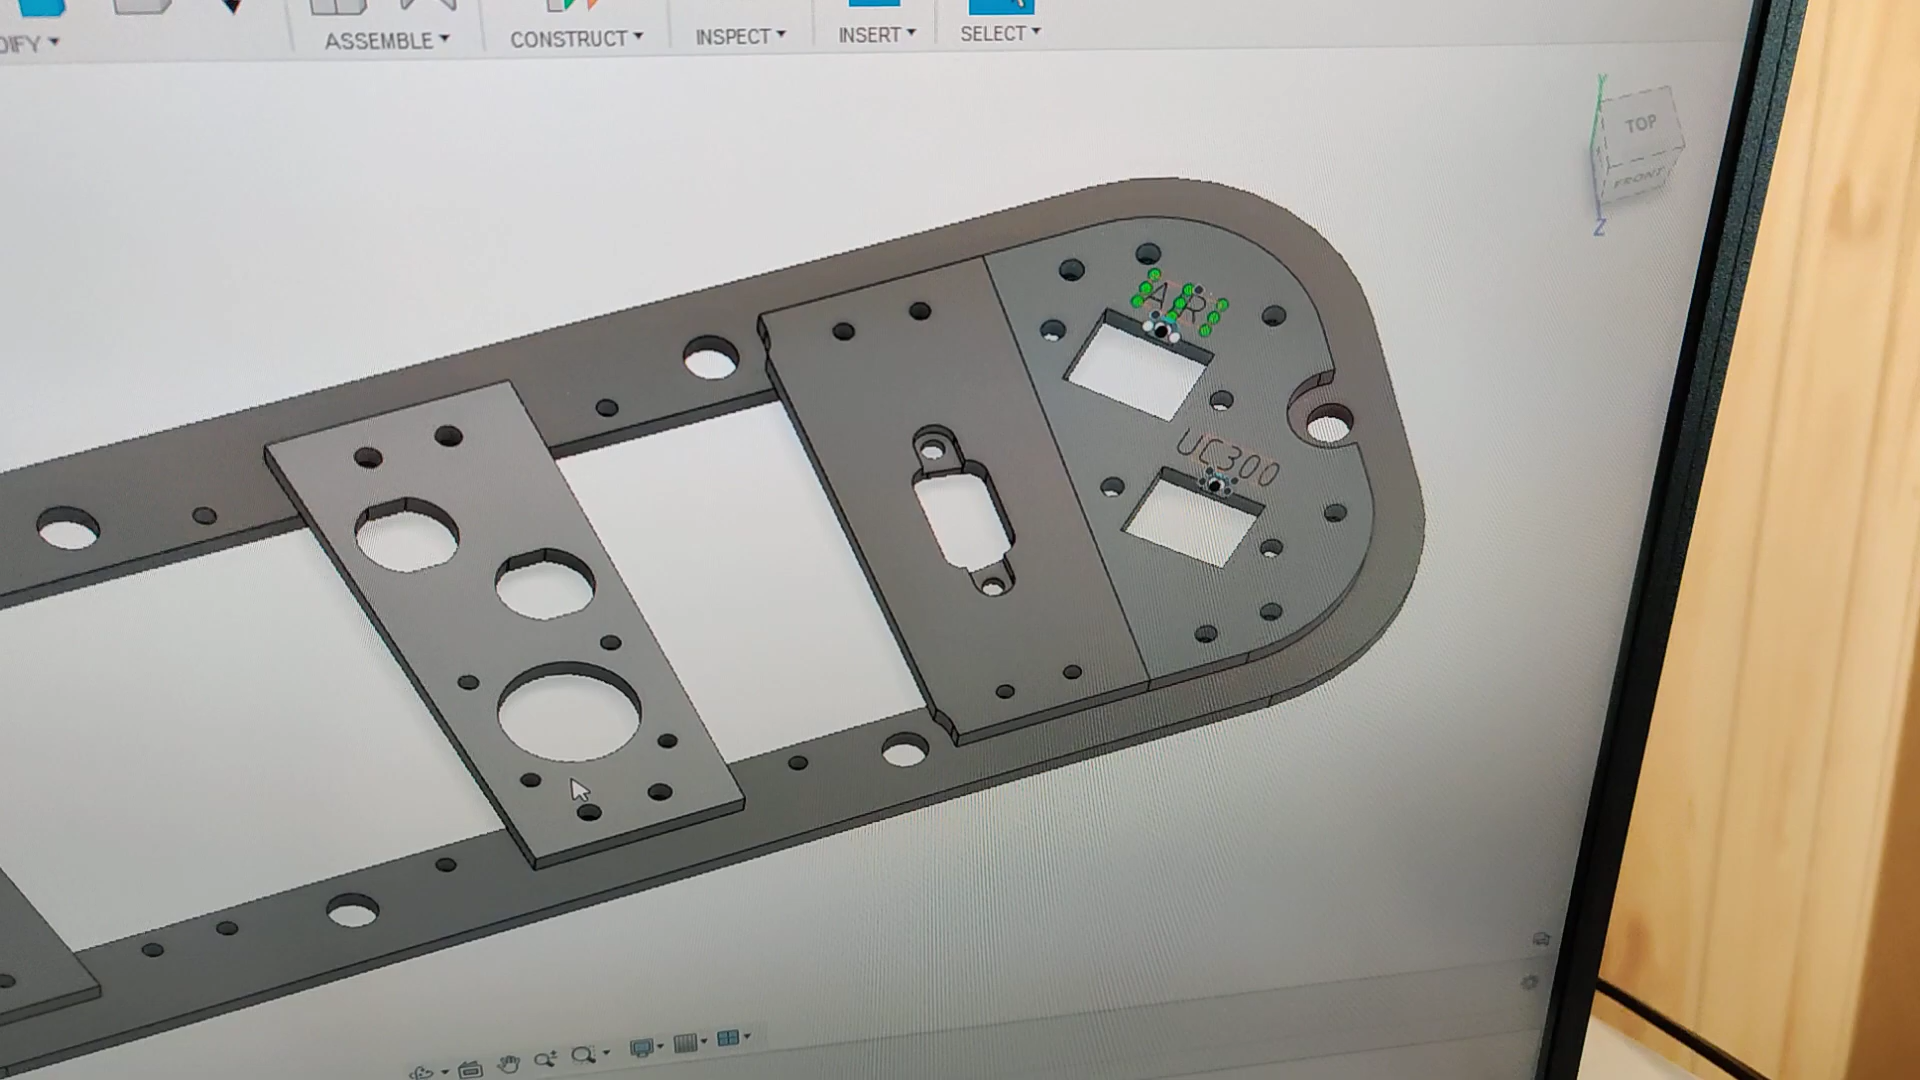 DIFY
ASSEMBLE
CONSTRUCT
INSPECT
INSERT
SELECT
Y
TOP
FRONT
Z
UC300